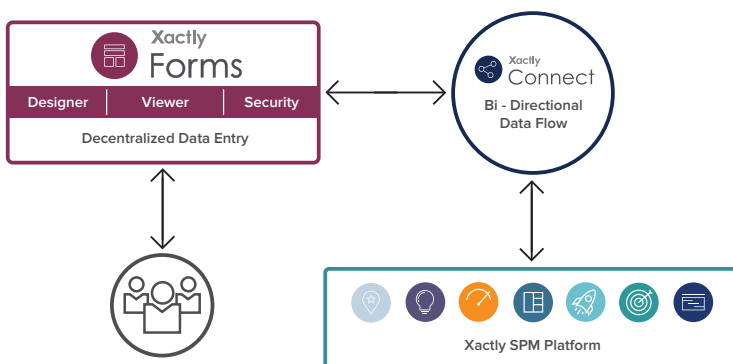 Xactly
Forms
Designer
Viewer
Security
Decentralized Data Entry
Xactly
Connect
Bi - Directional
Data Flow
Xactly SPM Platform